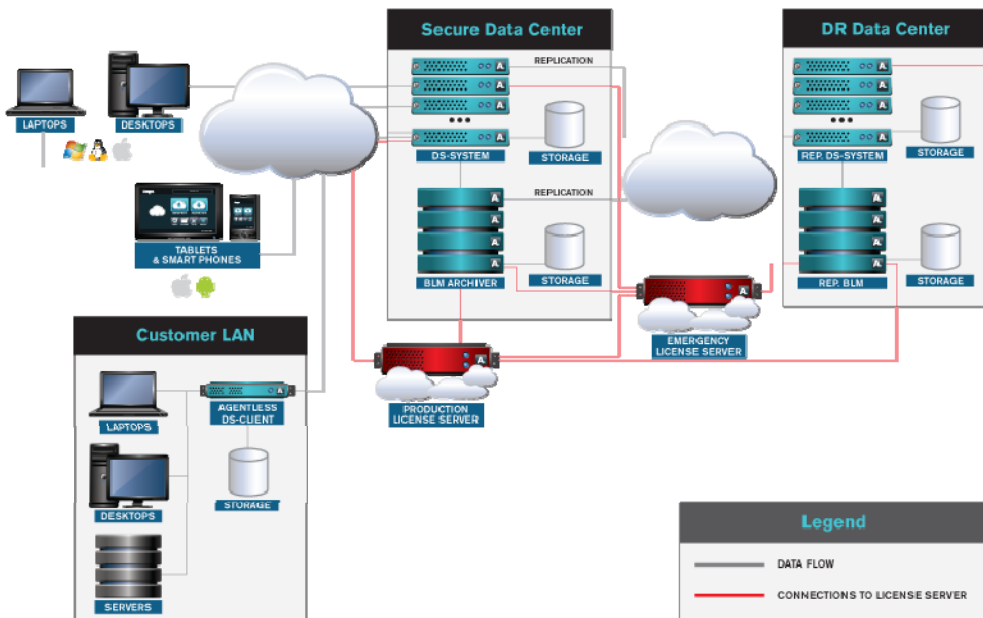 Secure Data Center
DR Data Center
REPLICATION
LAPTOPS
DESKTOPS
DS-SYSTEM
STORAGE
REP. DS-SYSTEM
STORAGE
REPLICATION
TABLETS
& SMART PHONES
BLM ARCHIVER
STORAGE
REP. BLM
STORAGE
EMERGENCY
LICENSE SERVER
PRODUCTION
LICENSE SERVER
Customer LAN
LAPTOPS
AGENTLESS
DS-CLIENT
DESKTOPS
STORAGE
SERVERS
Legend
DATA FLOW
CONNECTIONS TO LICENSE SERVER